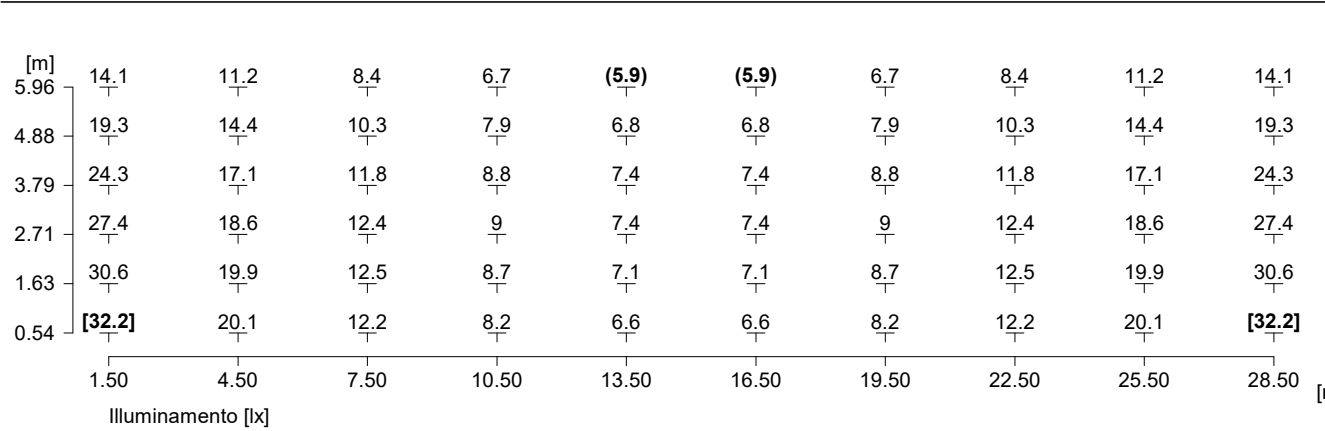 [m]
5.96 14.1 11.2 8.4 6.7 (5.9) (5.9) 6.7 8.4 11.2 14.1
4.88 19.3 14.4 10.3 7.9 6.8 6.8 7.9 10.3 14.4 19.3
3.79 24.3 17.1 11.8 8.8 7.4 7.4 8.8 11.8 17.1 24.3
2.71 27.4 18.6 12.4 9 7.4 7.4 9 12.4 18.6 27.4
1.63 30.6 19.9 12.5 8.7 7.1 7.1 8.7 12.5 19.9 30.6
0.54 [32.2] 20.1 12.2 8.2 6.6 6.6 8.2 12.2 20.1 [32.2]
1.50 4.50 7.50 10.50 13.50 16.50 19.50 22.50 25.50 28.50
Illuminamento [lx]